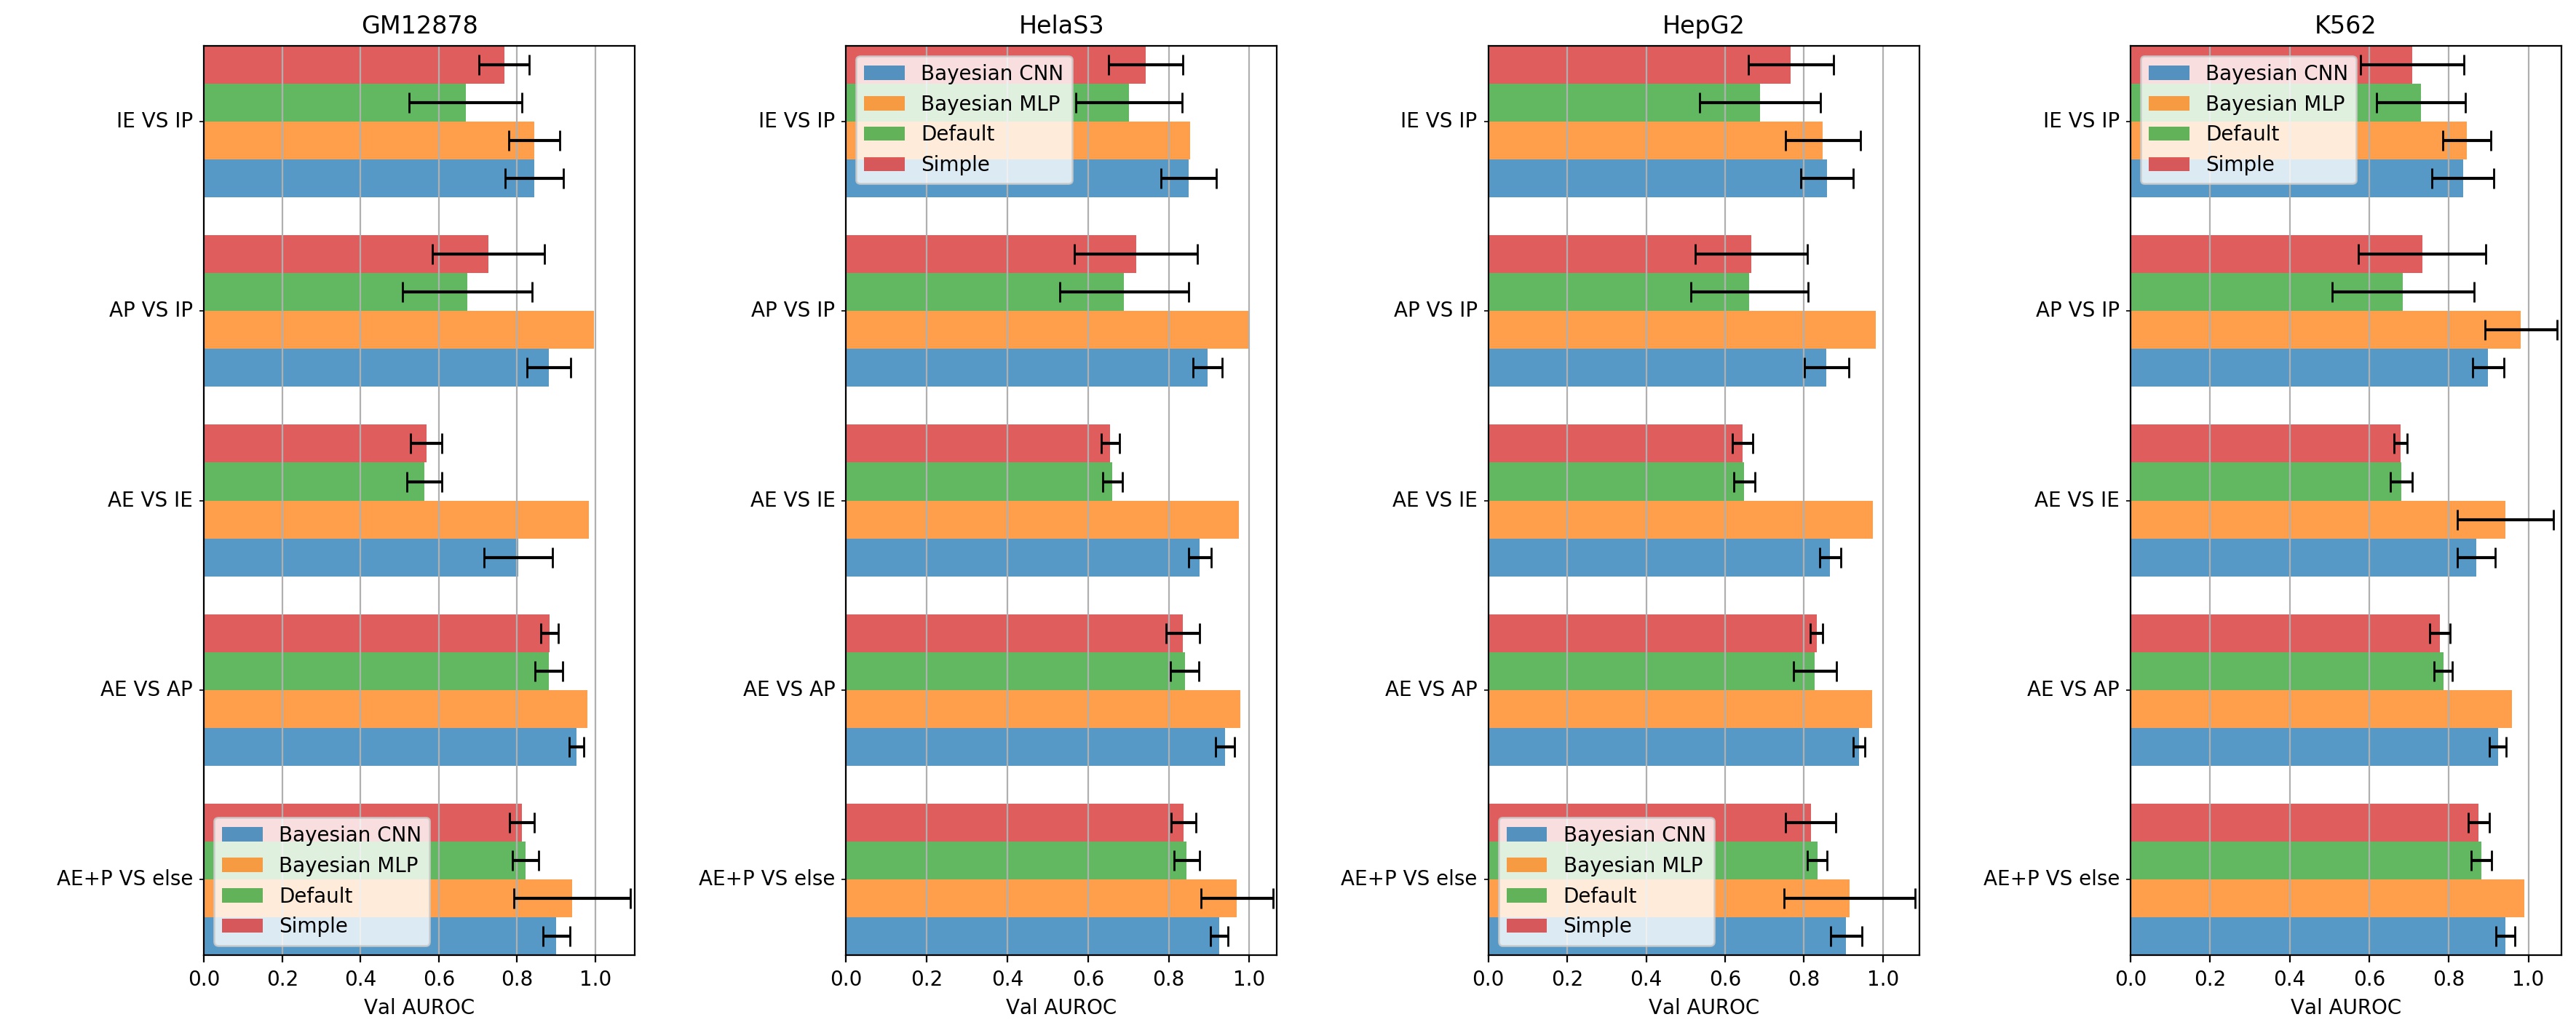 GM12878
IE VS IP
AP VS IP
AE VS IE
AE VS AP
AE+P VS else
Bayesian CNN
Bayesian MLP
Default
Simple
0.0 0.2 0.4 0.6 0.8 1.0
Val AUROC
HelaS3
Bayesian CNN
Bayesian MLP
Default
Simple
IE VS IP
AP VS IP
AE VS IE
AE VS AP
AE+P VS else
0.0 0.2 0.4 0.6 0.8 1.0
Val AUROC
HepG2
IE VS IP
AP VS IP
AE VS IE
AE VS AP
AE+P VS else
Bayesian CNN
Bayesian MLP
Default
Simple
0.0 0.2 0.4 0.6 0.8 1.0
Val AUROC
K562
Bayesian CNN
Bayesian MLP
Default
Simple
IE VS IP
AP VS IP
AE VS IE
AE VS AP
AE+P VS else
0.0 0.2 0.4 0.6 0.8 1.0
Val AUROC